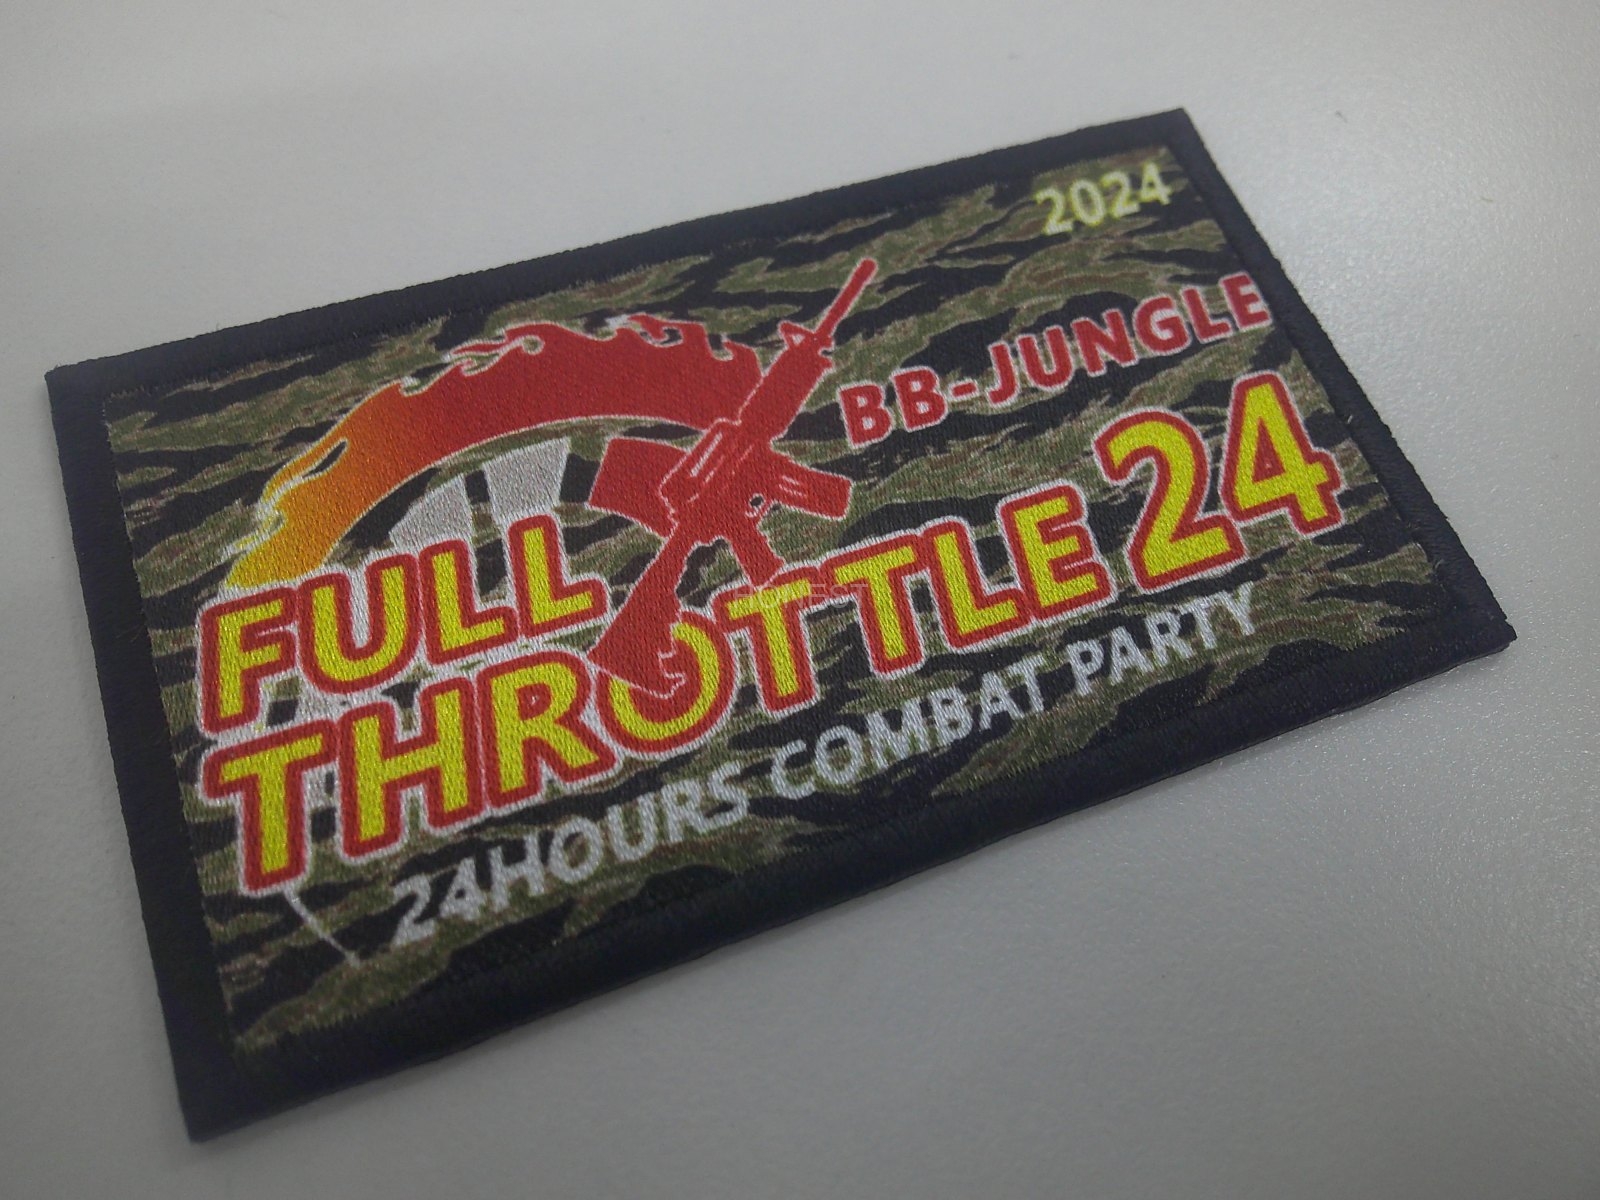 2024
BB-JUNGLE
FULL
THROTTLE 24
24HOURS COMBAT PARTY